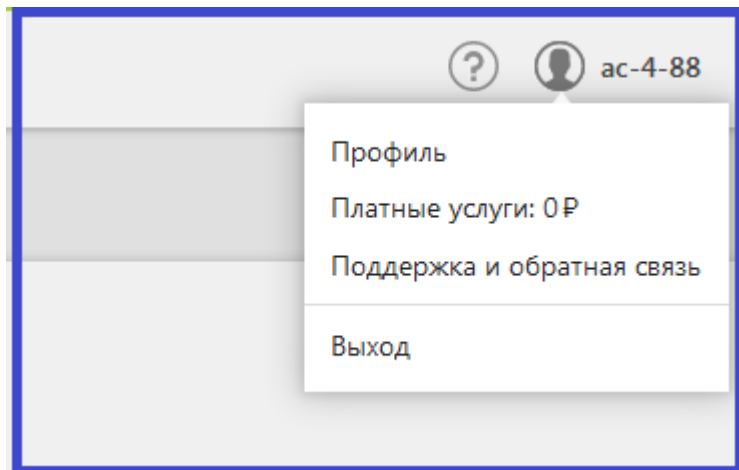 ac-4-88
Профиль
Платные услуги: 0 ₽
Поддержка и обратная связь
Выход